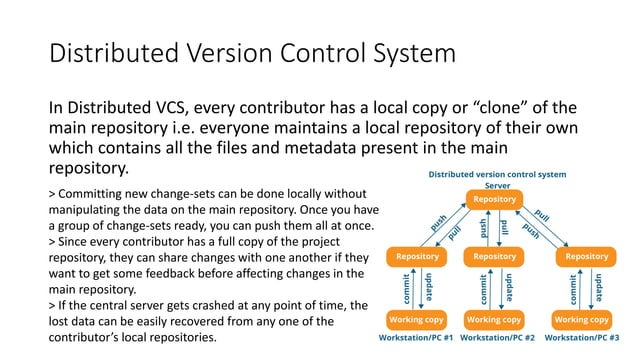 Distributed Version Control System
In Distributed VCS, every contributor has a local copy or “clone” of the
main repository i.e. everyone maintains a local repository of their own
which contains all the files and metadata present in the main
repository.
> Committing new change-sets can be done locally without
manipulating the data on the main repository. Once you have
a group of change-sets ready, you can push them all at once.
> Since every contributor has a full copy of the project
repository, they can share changes with one another if they
want to get some feedback before affecting changes in the
main repository.
> If the central server gets crashed at any point of time, the
lost data can be easily recovered from any one of the
contributor’s local repositories.
Distributed version control system
Server
Repository
push
pull
push
pull
pull
push
Repository
Repository
Repository
commit
update
commit
update
commit
update
Working copy
Working copy
Working copy
Workstation/PC #1
Workstation/PC #2
Workstation/PC #3